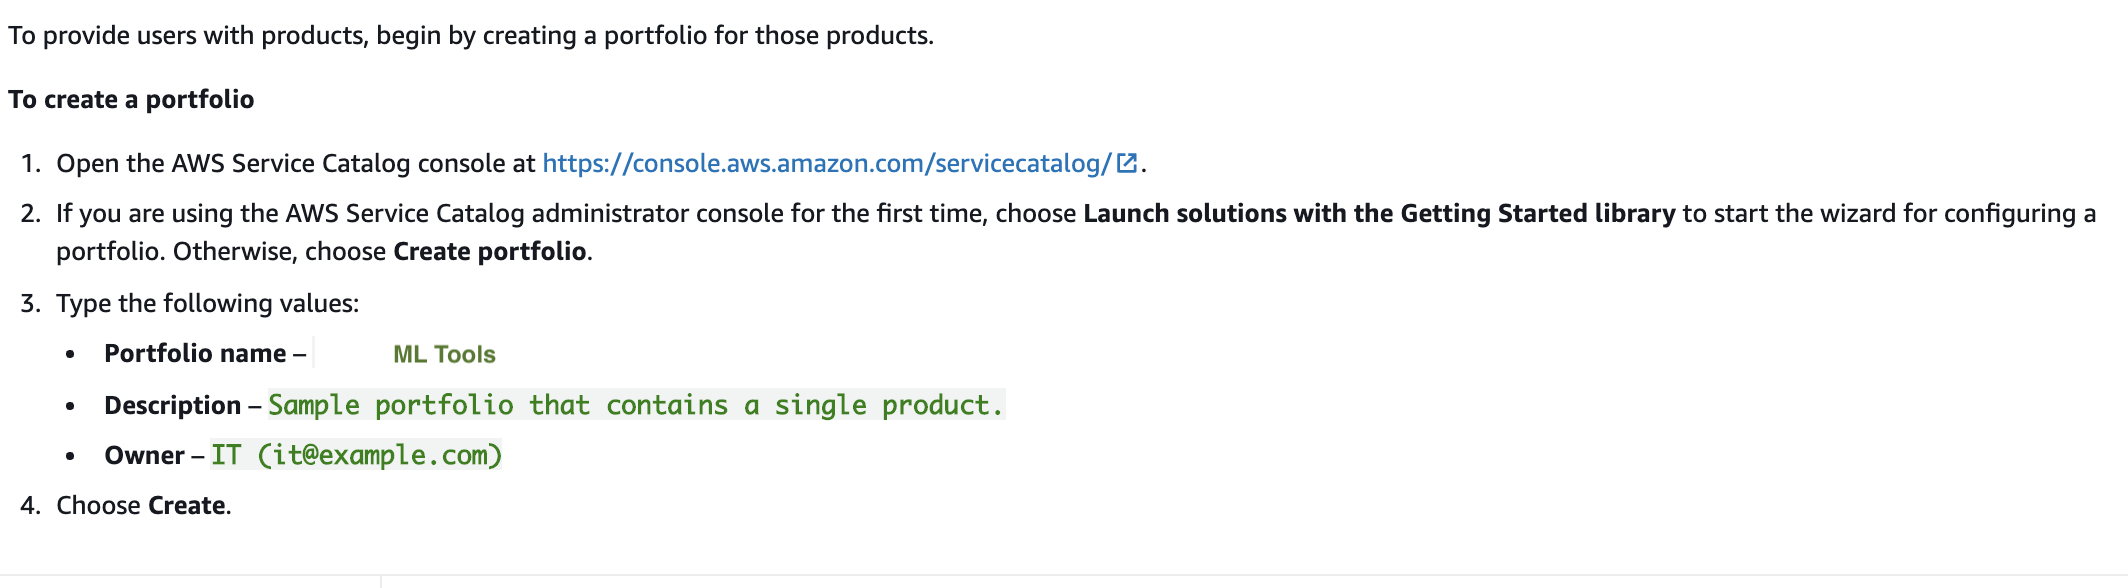 To provide users with products, begin by creating a portfolio for those products.
To create a portfolio
1. Open the AWS Service Catalog console at https://console.aws.amazon.com/servicecatalog/.
2. If you are using the AWS Service Catalog administrator console for the first time, choose Launch solutions with the Getting Started library to start the wizard for configuring a
portfolio. Otherwise, choose Create portfolio.
3. Type the following values:
• Portfolio name – ML Tools
• Description – Sample portfolio that contains a single product.
• Owner – IT (it@example.com)
4. Choose Create.